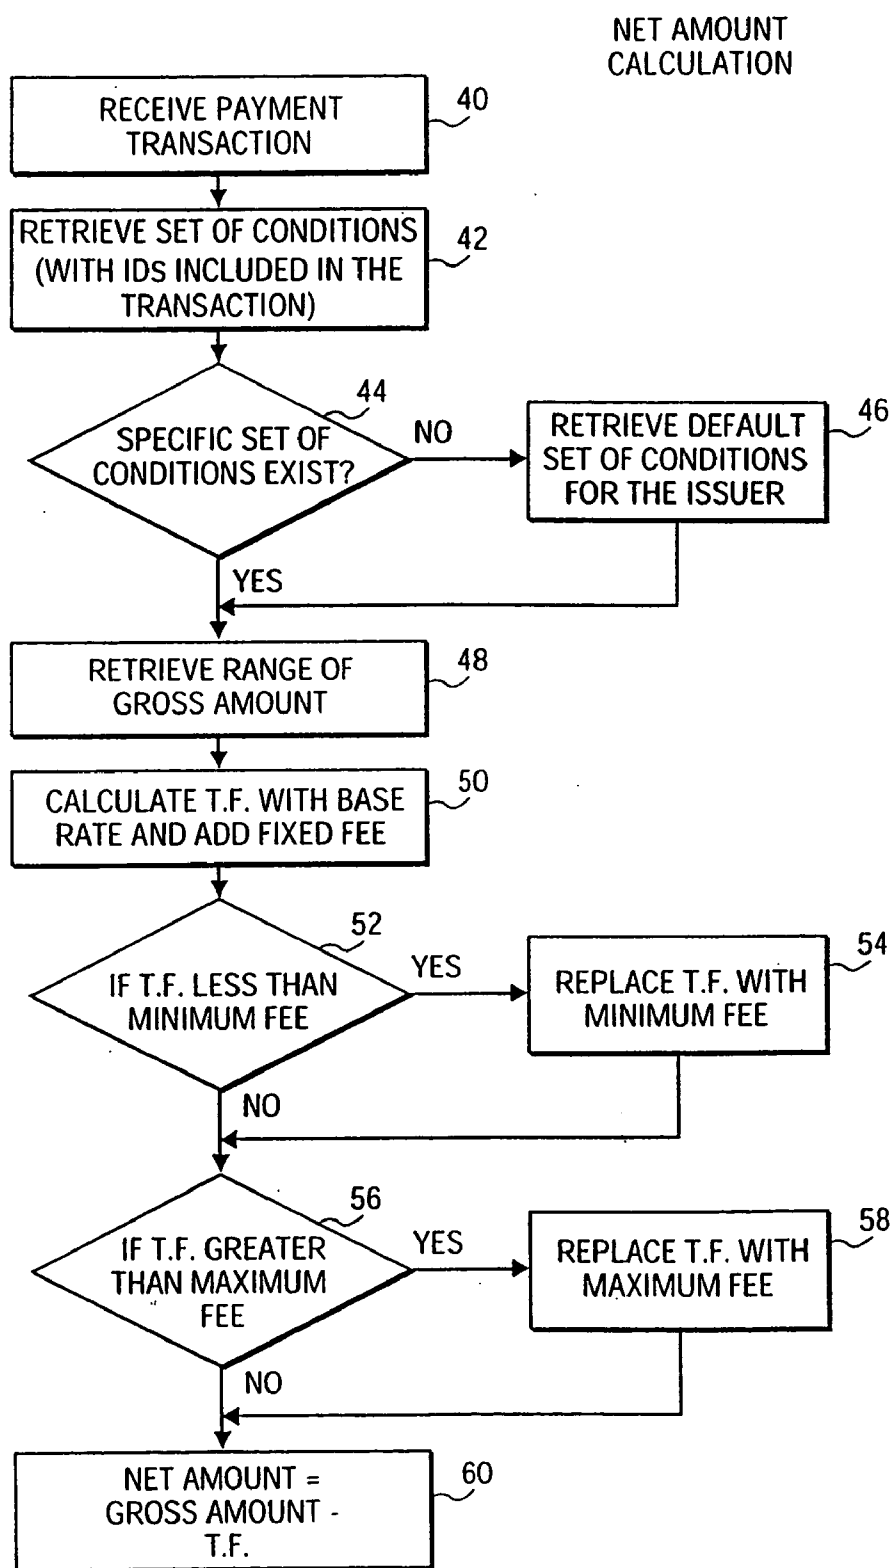 NET AMOUNT
CALCULATION
RECEIVE PAYMENT
TRANSACTION
40
RETRIEVE SET OF CONDITIONS
(WITH IDs INCLUDED IN THE
TRANSACTION)
42
SPECIFIC SET OF
CONDITIONS EXIST?
44
NO
RETRIEVE DEFAULT
SET OF CONDITIONS
FOR THE ISSUER
46
YES
RETRIEVE RANGE OF
GROSS AMOUNT
48
CALCULATE T.F. WITH BASE
RATE AND ADD FIXED FEE
50
IF T.F. LESS THAN
MINIMUM FEE
52
YES
REPLACE T.F. WITH
MINIMUM FEE
54
NO
IF T.F. GREATER
THAN MAXIMUM
FEE
56
YES
REPLACE T.F. WITH
MAXIMUM FEE
58
NO
NET AMOUNT =
GROSS AMOUNT -
T.F.
60